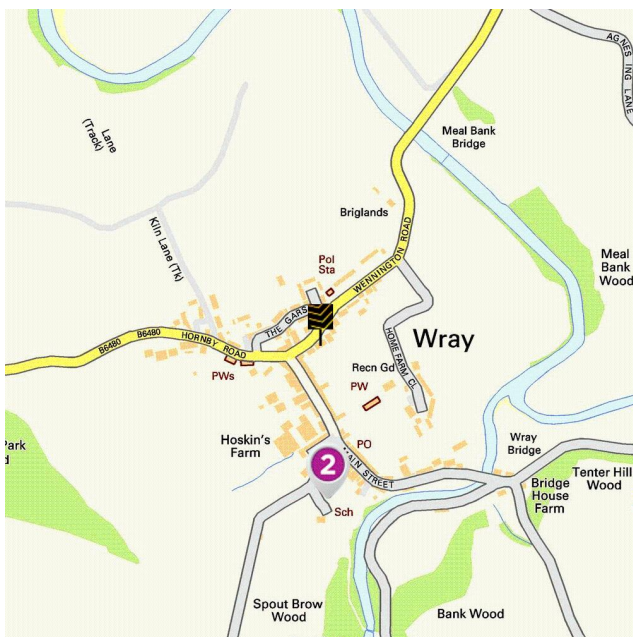 AGNES ING LANE
Lane
(Track)
Meal Bank
Bridge
Kiln Lane (Tk)
Briglands
Meal
Bank
Wood
Pol
Sta
WENNINGTON ROAD
THE GARS
B6480
B6480
HORNBY ROAD
Wray
HOME FARM CL
PWs
Recn Gd
PW
Hoskin's
Farm
PO
Park
d
2
MAIN STREET
Wray
Bridge
Tenter Hill
Wood
Bridge
House
Farm
Sch
Spout Brow
Wood
Bank Wood